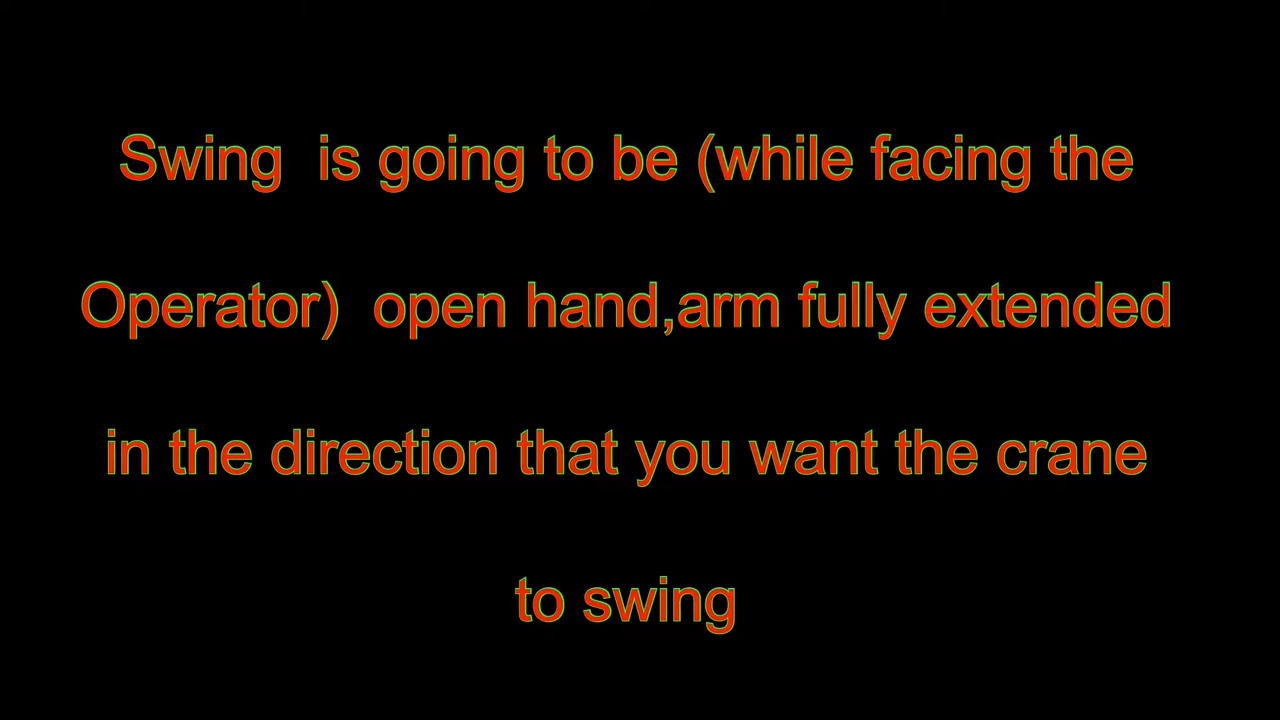 Swing  is going to be (while facing the
Operator)  open hand,arm fully extended
in the direction that you want the crane
to swing